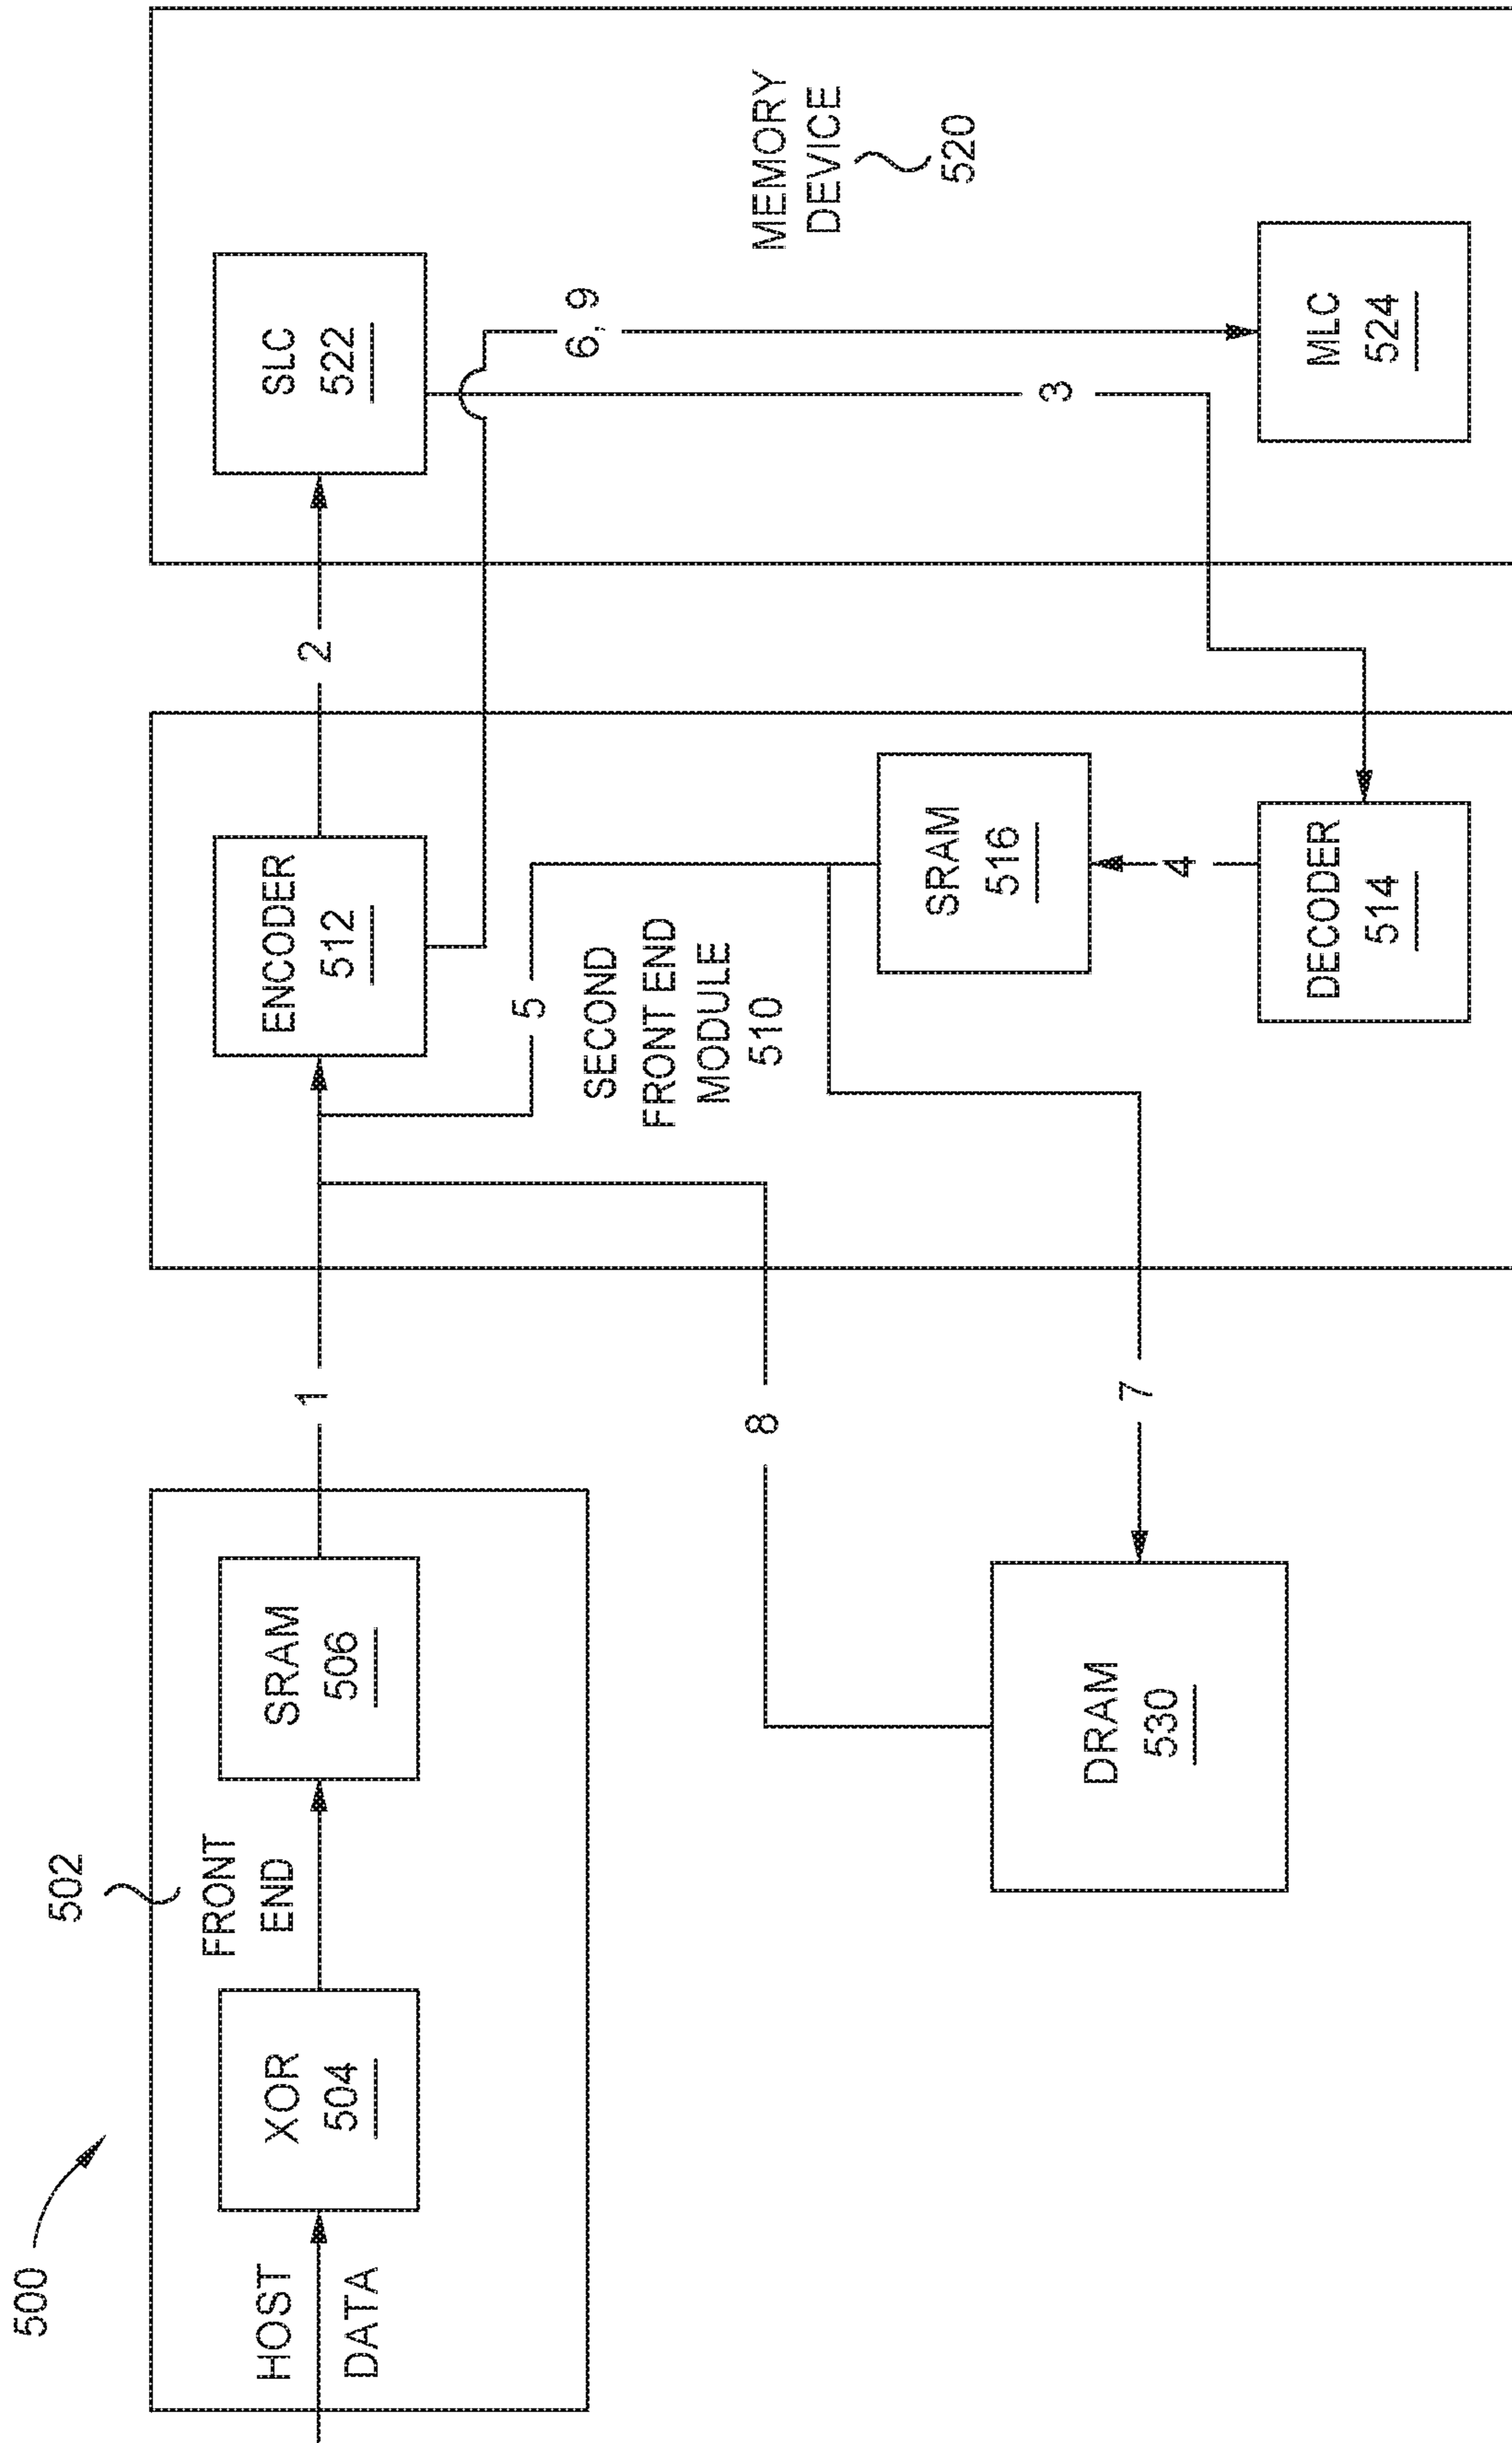 500
502
HOST
DATA
XOR
504
FRONT
END
SRAM
506
1
ENCODER
512
2
SLC
522
5
SECOND
FRONT END
MODULE
510
6, 9
3
MEMORY
DEVICE
520
8
SRAM
516
4
DRAM
530
7
DECODER
514
MLC
524